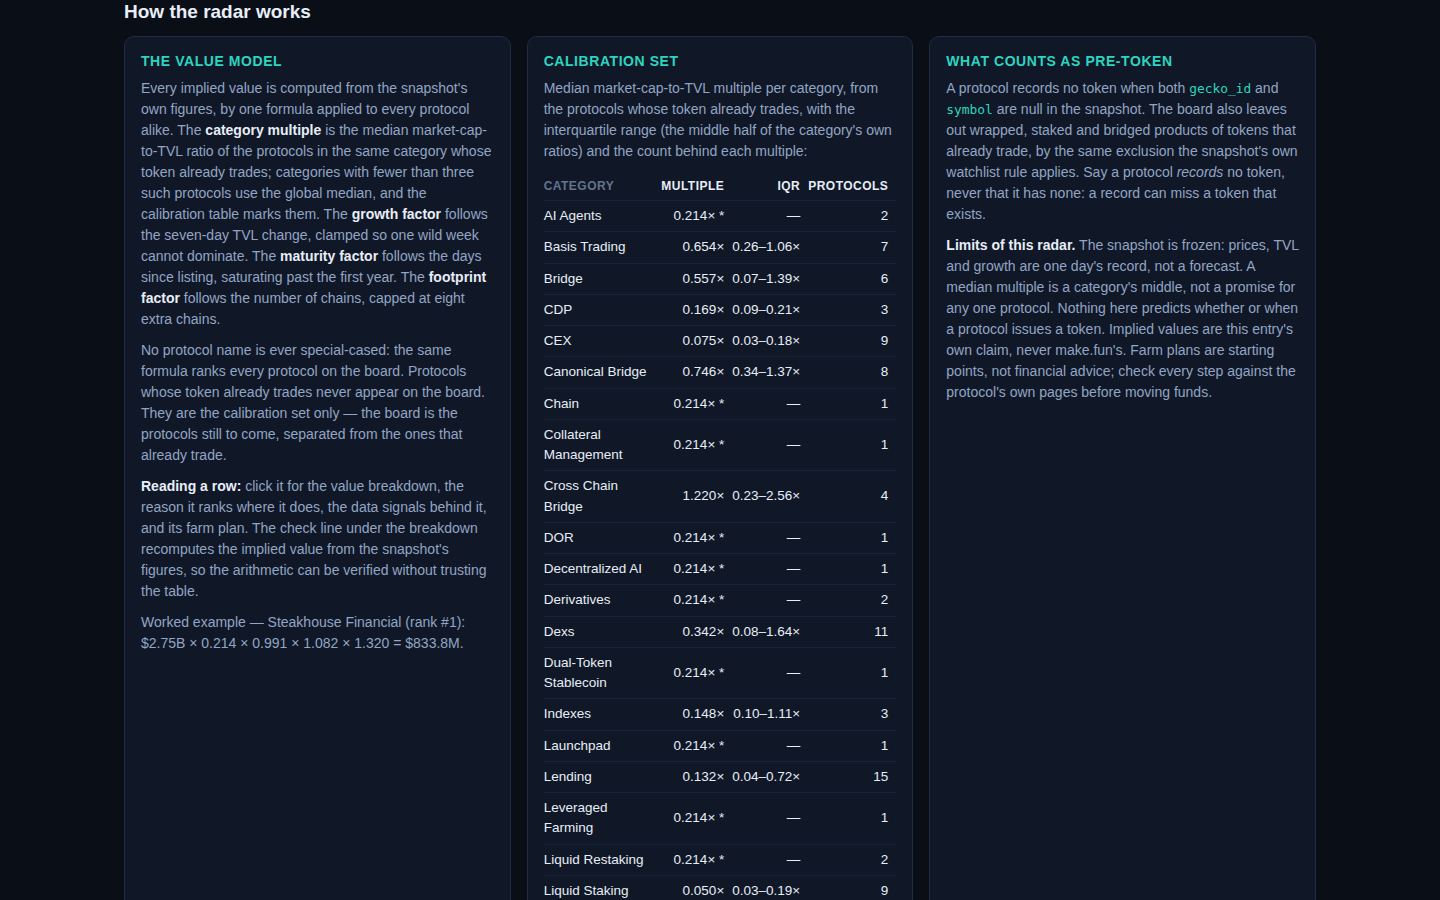 How the radar works
THE VALUE MODEL
Every implied value is computed from the snapshot's
own figures, by one formula applied to every protocol
alike. The category multiple is the median market-cap-
to-TVL ratio of the protocols in the same category whose
token already trades; categories with fewer than three
such protocols use the global median, and the
calibration table marks them. The growth factor follows
the seven-day TVL change, clamped so one wild week
cannot dominate. The maturity factor follows the days
since listing, saturating past the first year. The footprint
factor follows the number of chains, capped at eight
extra chains.
No protocol name is ever special-cased: the same
formula ranks every protocol on the board. Protocols
whose token already trades never appear on the board.
They are the calibration set only — the board is the
protocols still to come, separated from the ones that
already trade.
Reading a row: click it for the value breakdown, the
reason it ranks where it does, the data signals behind it,
and its farm plan. The check line under the breakdown
recomputes the implied value from the snapshot's
figures, so the arithmetic can be verified without trusting
the table.
Worked example — Steakhouse Financial (rank #1):
$2.75B × 0.214 × 0.991 × 1.082 × 1.320 = $833.8M.
CALIBRATION SET
Median market-cap-to-TVL multiple per category, from
the protocols whose token already trades, with the
interquartile range (the middle half of the category's own
ratios) and the count behind each multiple:
CATEGORY MULTIPLE IQR PROTOCOLS
AI Agents 0.214× * — 2
Basis Trading 0.654× 0.26–1.06× 7
Bridge 0.557× 0.07–1.39× 6
CDP 0.169× 0.09–0.21× 3
CEX 0.075× 0.03–0.18× 9
Canonical Bridge 0.746× 0.34–1.37× 8
Chain 0.214× * — 1
Collateral
Management 0.214× * — 1
Cross Chain
Bridge 1.220× 0.23–2.56× 4
DOR 0.214× * — 1
Decentralized AI 0.214× * — 1
Derivatives 0.214× * — 2
Dexs 0.342× 0.08–1.64× 11
Dual-Token
Stablecoin 0.214× * — 1
Indexes 0.148× 0.10–1.11× 3
Launchpad 0.214× * — 1
Lending 0.132× 0.04–0.72× 15
Leveraged
Farming 0.214× * — 1
Liquid Restaking 0.214× * — 2
Liquid Staking 0.050× 0.03–0.19× 9
WHAT COUNTS AS PRE-TOKEN
A protocol records no token when both gecko_id and
symbol are null in the snapshot. The board also leaves
out wrapped, staked and bridged products of tokens that
already trade, by the same exclusion the snapshot's own
watchlist rule applies. Say a protocol records no token,
never that it has none: a record can miss a token that
exists.
Limits of this radar. The snapshot is frozen: prices, TVL
and growth are one day's record, not a forecast. A
median multiple is a category's middle, not a promise for
any one protocol. Nothing here predicts whether or when
a protocol issues a token. Implied values are this entry's
own claim, never make.fun's. Farm plans are starting
points, not financial advice; check every step against the
protocol's own pages before moving funds.